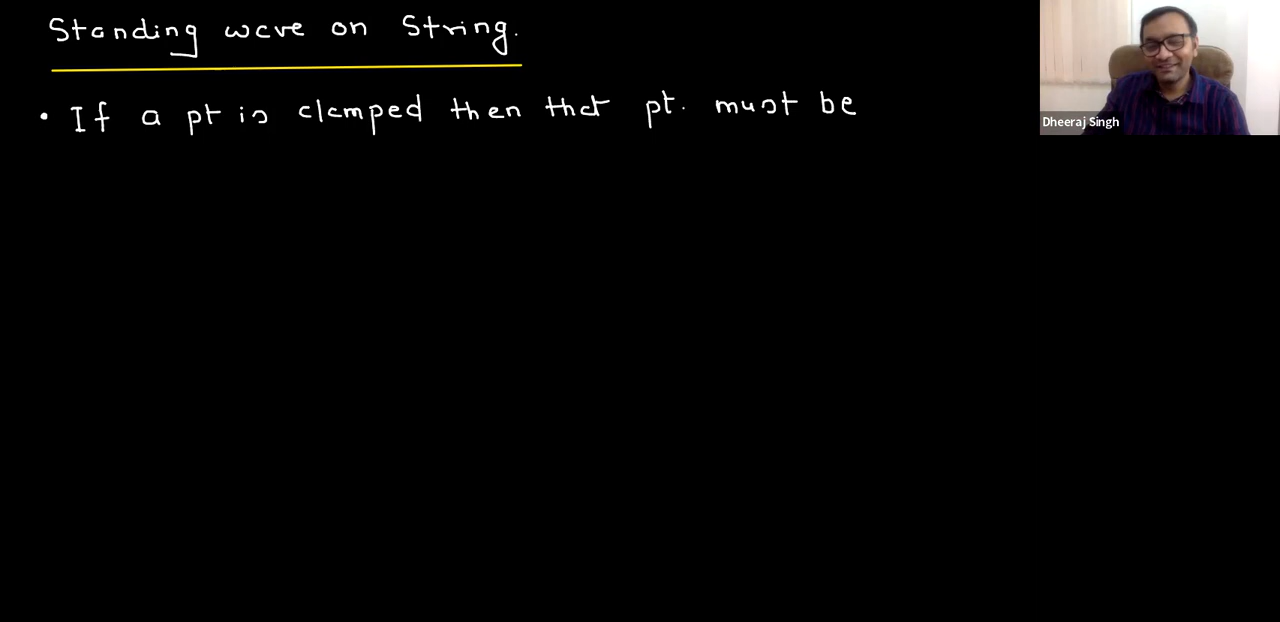 Standing wave on String.
• If a pt is clamped then that pt. must be
Dheeraj Singh